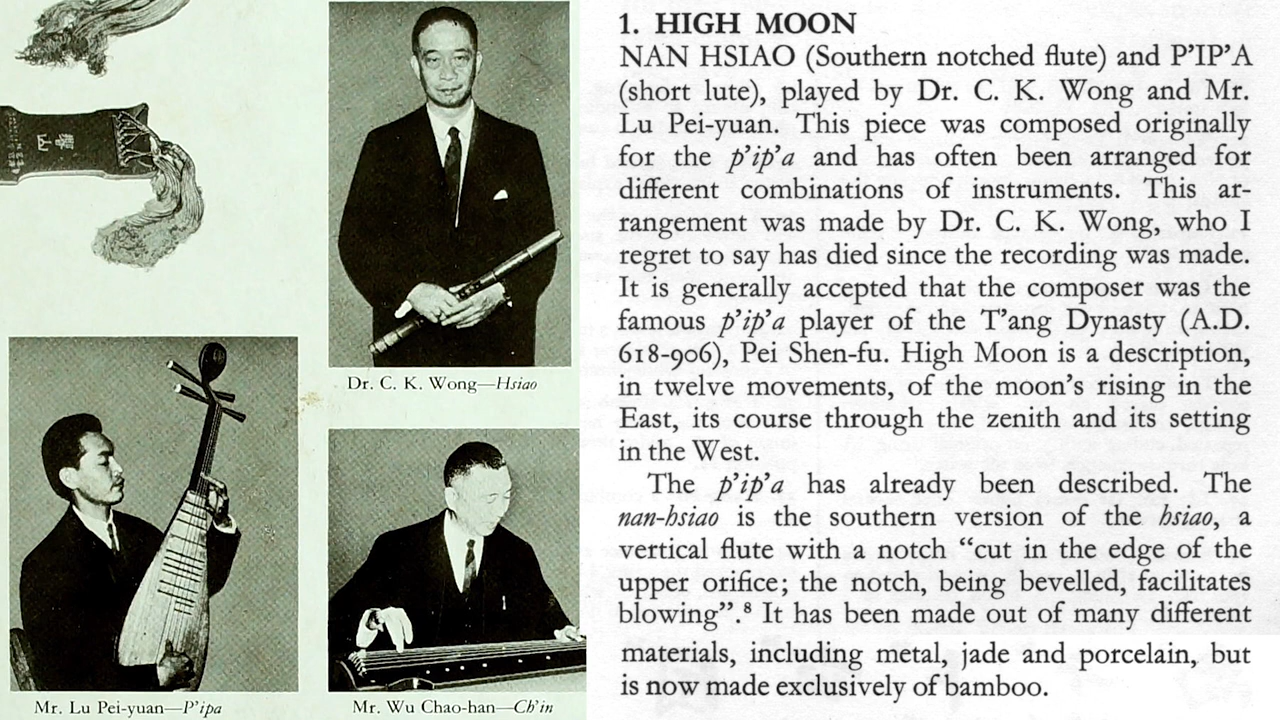 Dr. C. K. Wong—Hsiao
Mr. Lu Pei-yuan—P'ipa
Mr. Wu Chao-han—Ch'in
1. HIGH MOON
NAN HSIAO (Southern notched flute) and P’IP’A
(short lute), played by Dr. C. K. Wong and Mr.
Lu Pei-yuan. This piece was composed originally
for the p’ip’a and has often been arranged for
different combinations of instruments. This ar-
rangement was made by Dr. C. K. Wong, who I
regret to say has died since the recording was made.
It is generally accepted that the composer was the
famous p’ip’a player of the T’ang Dynasty (A.D.
618-906), Pei Shen-fu. High Moon is a description,
in twelve movements, of the moon’s rising in the
East, its course through the zenith and its setting
in the West.
The p’ip’a has already been described. The
nan-hsiao is the southern version of the hsiao, a
vertical flute with a notch “cut in the edge of the
upper orifice; the notch, being bevelled, facilitates
blowing”.⁸ It has been made out of many different
materials, including metal, jade and porcelain, but
is now made exclusively of bamboo.